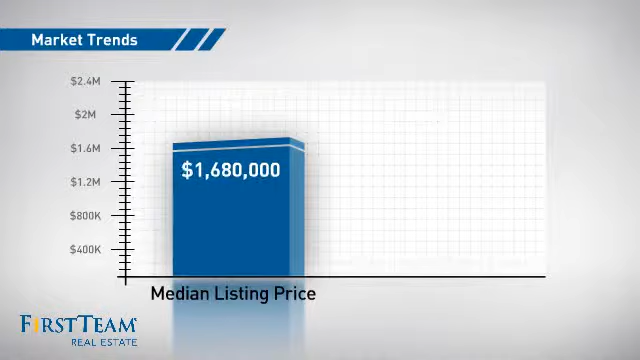 Market Trends
$2.4M
$2M
$1.6M
$1.2M
$800K
$400K
$1,680,000
Median Listing Price
FIRSTTEAM®
REAL ESTATE